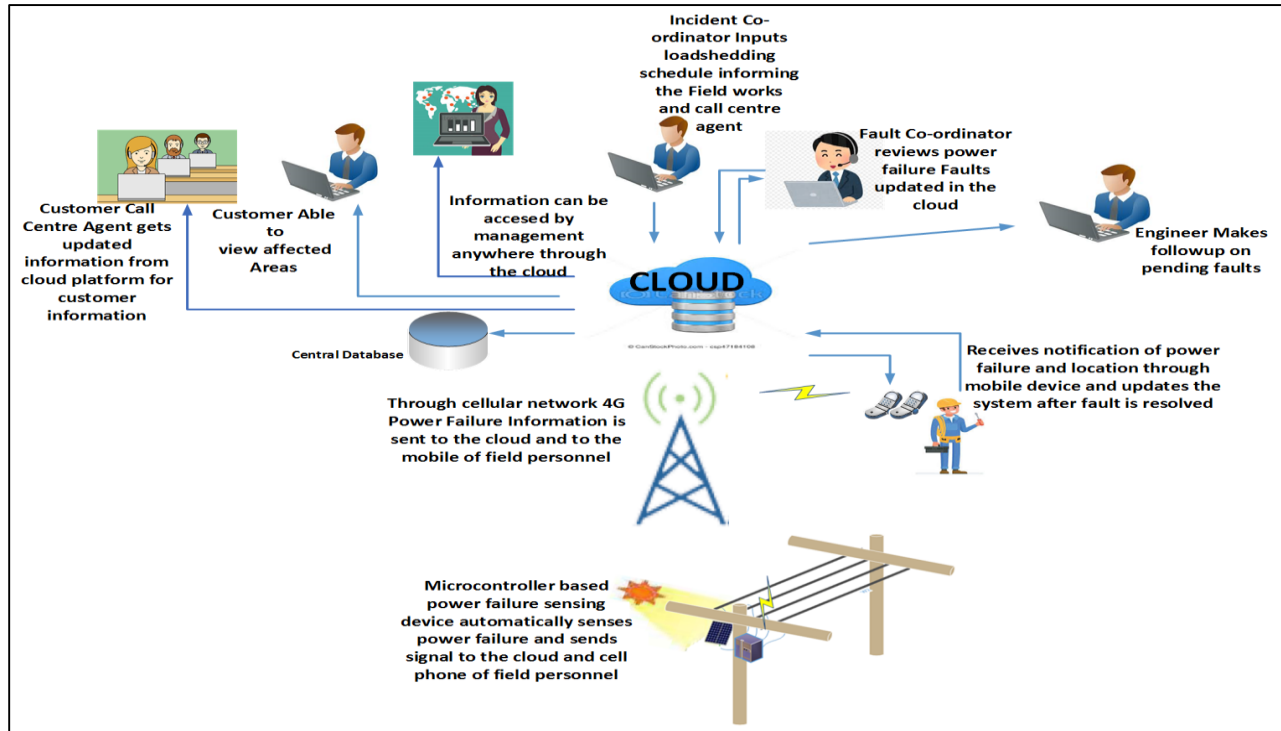 Incident Co-
ordinator Inputs
loadshedding
schedule informing
the Field works
and call centre
agent
Fault Co-ordinator
reviews power
failure Faults
updated in the
cloud
Customer Call
Centre Agent gets
updated
information from
cloud platform for
customer
information
Customer Able
to
view affected
Areas
Information can be
accesed by
management
anywhere through
the cloud
Engineer Makes
followup on
pending faults
CLOUD
Central Database
© CanStockPhoto.com - csp47184108
Receives notification of power
failure and location through
mobile device and updates the
system after fault is resolved
Through cellular network 4G
Power Failure Information is
sent to the cloud and to the
mobile of field personnel
Microcontroller based
power failure sensing
device automatically senses
power failure and sends
signal to the cloud and cell
phone of field personnel